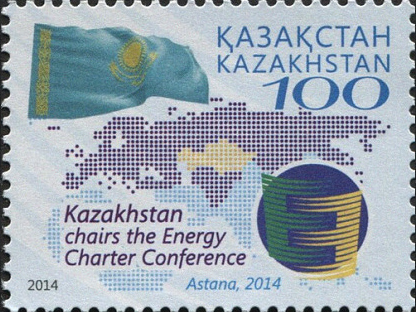 ҚАЗАҚСТАН
KAZAKHSTAN
100
Kazakhstan
chairs the Energy
Charter Conference
2014
Astana, 2014